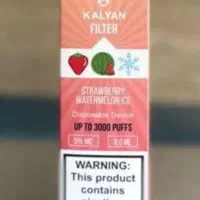 KALYAN
FILTER
STRAWBERRY
WATERMELON ICE
Disposable Device
UP TO 3000 PUFFS
WARNING:
This product
contains